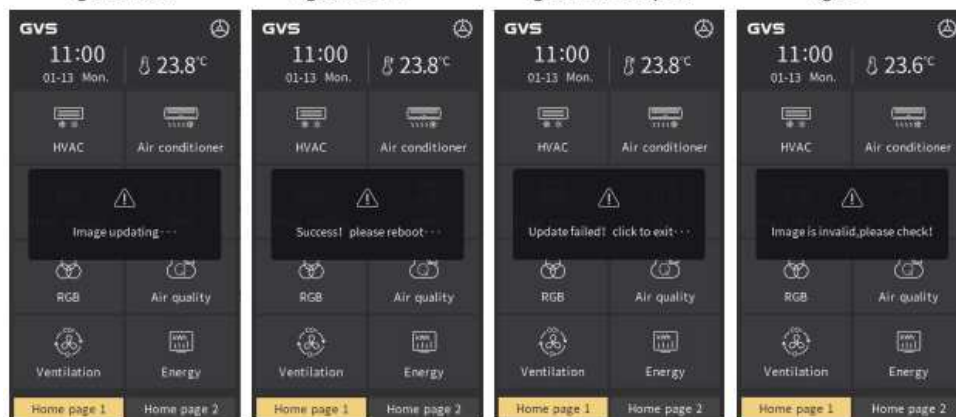 GVS
11:00
01-13 Mon.
23.8℃
HVAC
Air conditioner
Image updating···
RGB
Air quality
Ventilation
Energy
Home page 1
Home page 2
GVS
11:00
01-13 Mon.
23.8℃
HVAC
Air conditioner
Success! please reboot···
RGB
Air quality
Ventilation
Energy
Home page 1
Home page 2
GVS
11:00
01-13 Mon.
23.8℃
HVAC
Air conditioner
Update failed! click to exit···
RGB
Air quality
Ventilation
Energy
Home page 1
Home page 2
GVS
11:00
01-13 Mon.
23.6℃
HVAC
Air conditioner
Image is invalid,please check!
RGB
Air quality
Ventilation
Energy
Home page 1
Home page 2